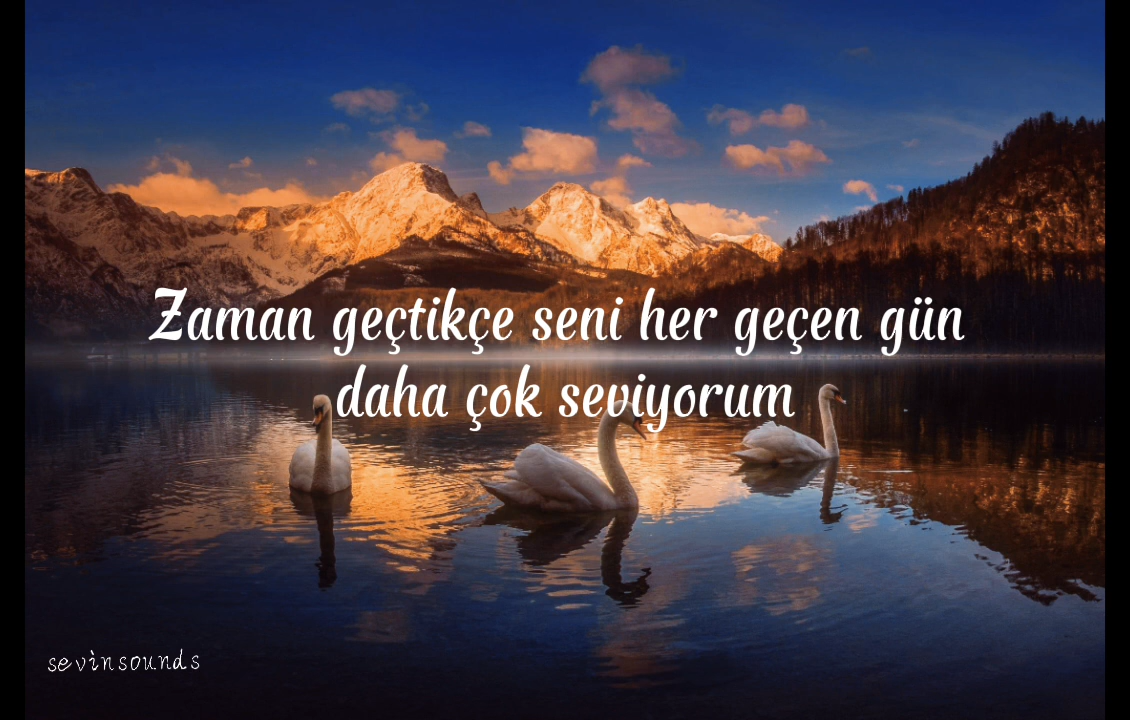 Zaman geçtikçe seni her geçen gün
daha çok seviyorum
sevinsounds